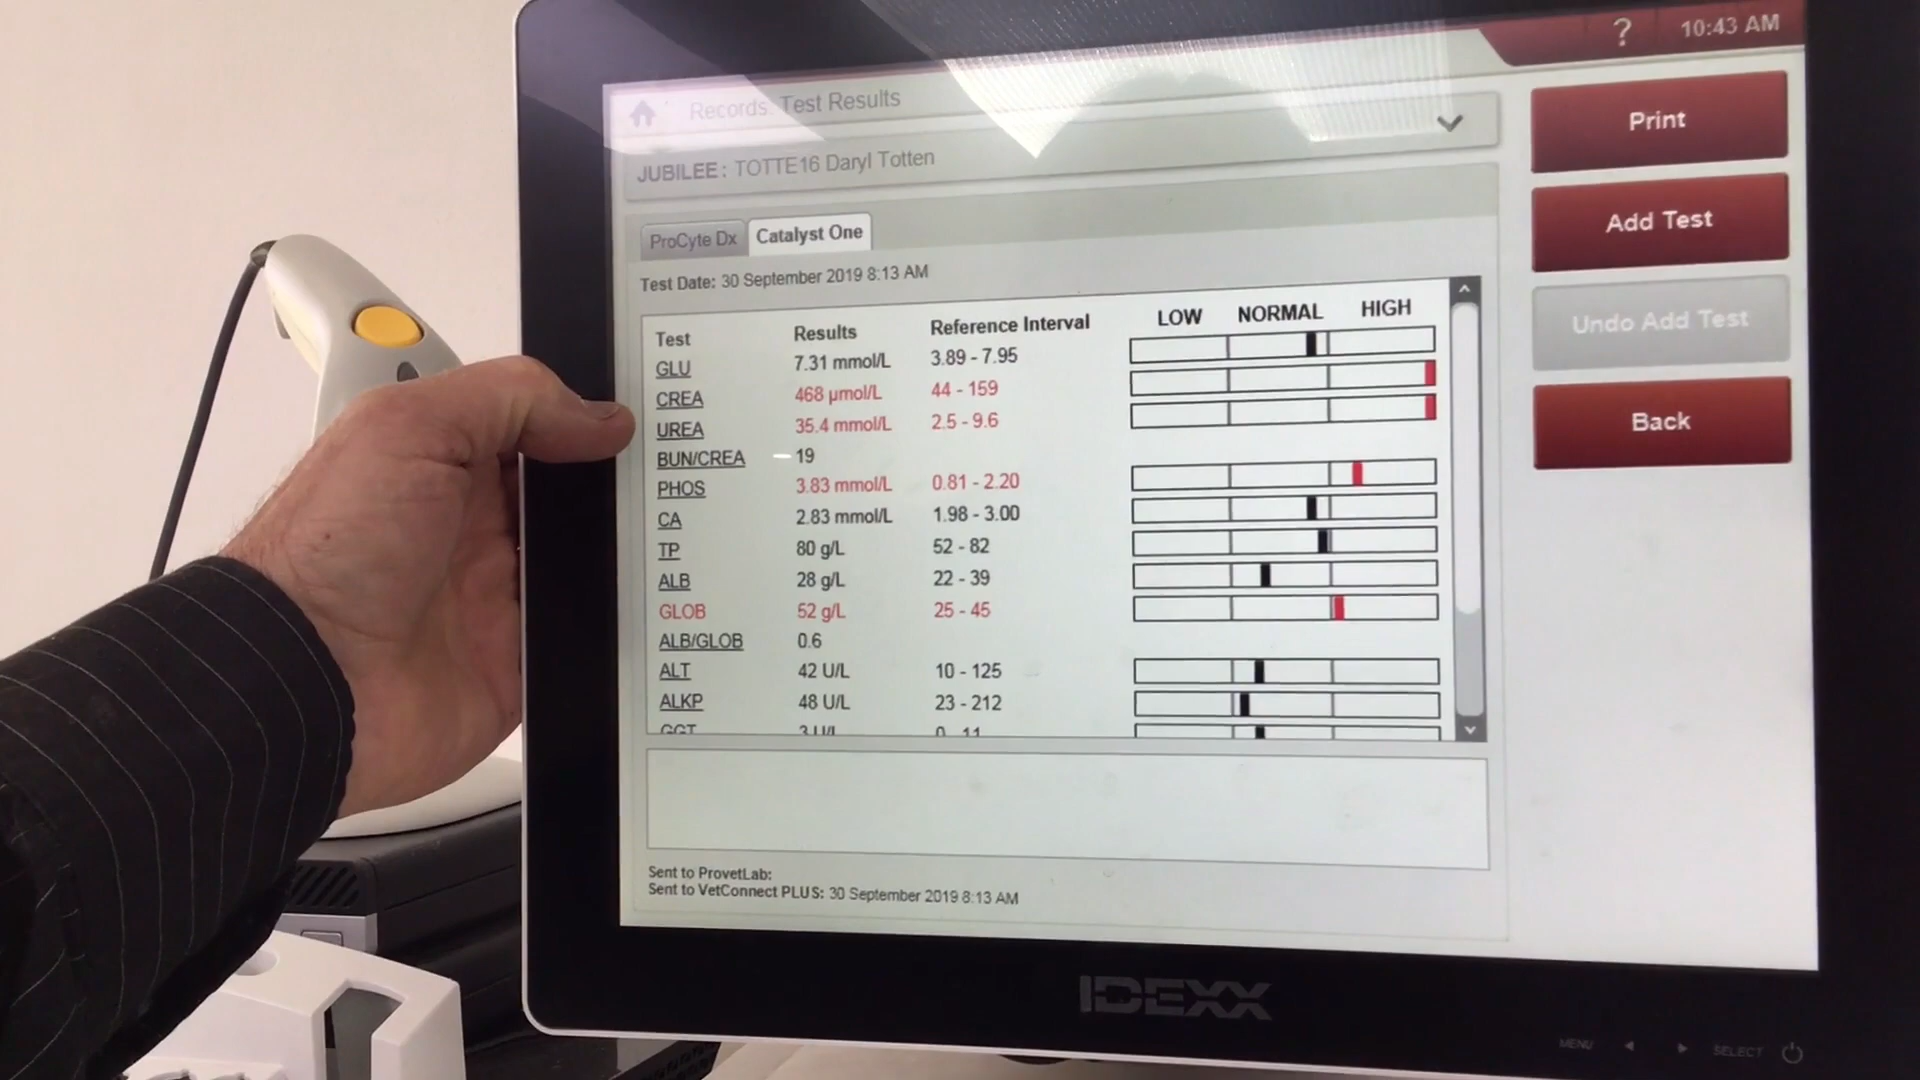 ? 10:43 AM
Records: Test Results
JUBILEE: TOTTE16 Daryl Totten
ProCyte Dx Catalyst One
Test Date: 30 September 2019 8:13 AM
Test Results Reference Interval LOW NORMAL HIGH
GLU 7.31 mmol/L 3.89 - 7.95
CREA 468 µmol/L 44 - 159
UREA 35.4 mmol/L 2.5 - 9.6
BUN/CREA 19
PHOS 3.83 mmol/L 0.81 - 2.20
CA 2.83 mmol/L 1.98 - 3.00
TP 80 g/L 52 - 82
ALB 28 g/L 22 - 39
GLOB 52 g/L 25 - 45
ALB/GLOB 0.6
ALT 42 U/L 10 - 125
ALKP 48 U/L 23 - 212
GGT 3 U/L 0 - 11
Sent to ProvetLab:
Sent to VetConnect PLUS: 30 September 2019 8:13 AM
Print
Add Test
Undo Add Test
Back
IDEXX
MENU SELECT